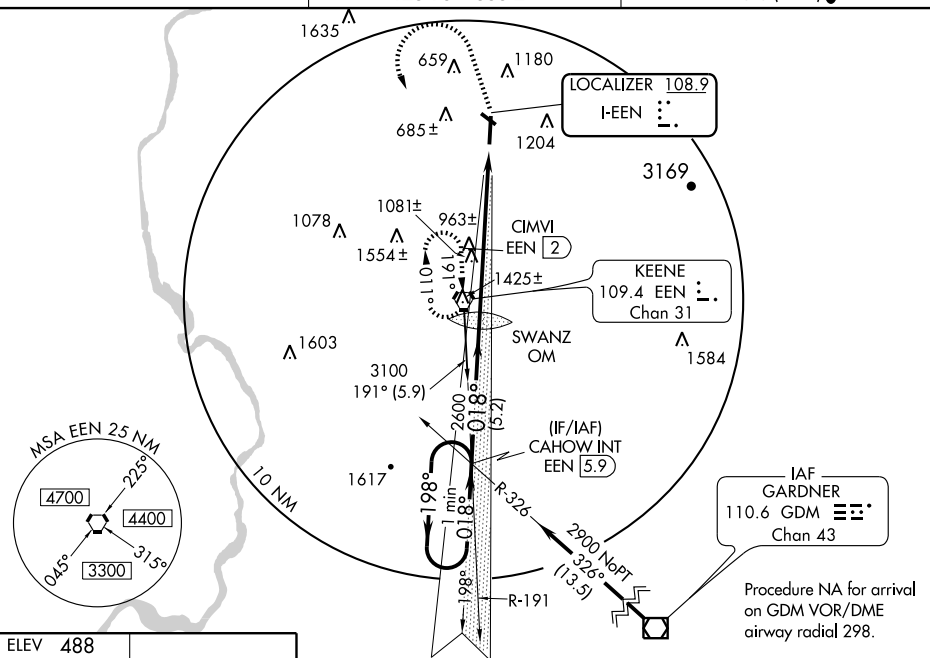 1635
659
1180
LOCALIZER 108.9
I-EEN
685±
1204
3169
1081±
963±
1078
CIMVI
EEN 2
1554±
011°
191°
1425±
KEENE
109.4 EEN
Chan 31
SWANZ
OM
1603
1584
3100
191° (5.9)
2600
018°
(5.2)
(IF/IAF)
CAHOW INT
EEN 5.9
MSA EEN 25 NM
225°
4700
4400
045°
315°
3300
10 NM
1617
198°
1 min
018°
R-326
2900 NoPT
326°
(13.5)
IAF
GARDNER
110.6 GDM
Chan 43
198°
R-191
Procedure NA for arrival
on GDM VOR/DME
airway radial 298.
ELEV 488